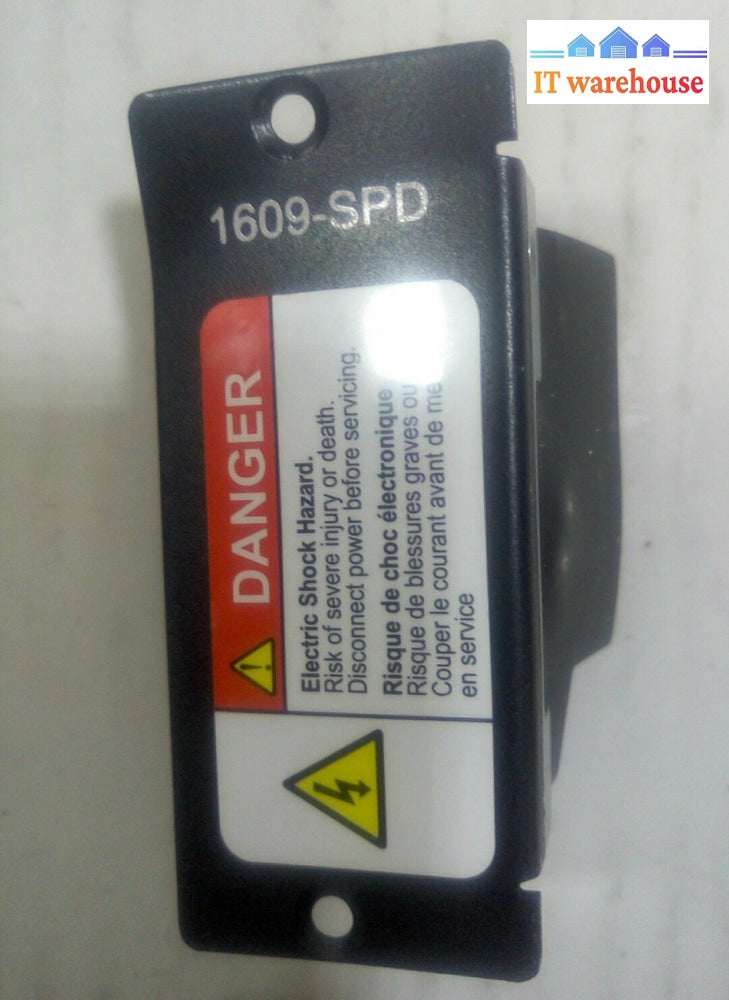 IT warehouse
1609-SPD
DANGER
Electric Shock Hazard.
Risk of severe injury or death.
Disconnect power before servicing.
Risque de choc électronique
Risque de blessures graves ou
Couper le courant avant de
en service